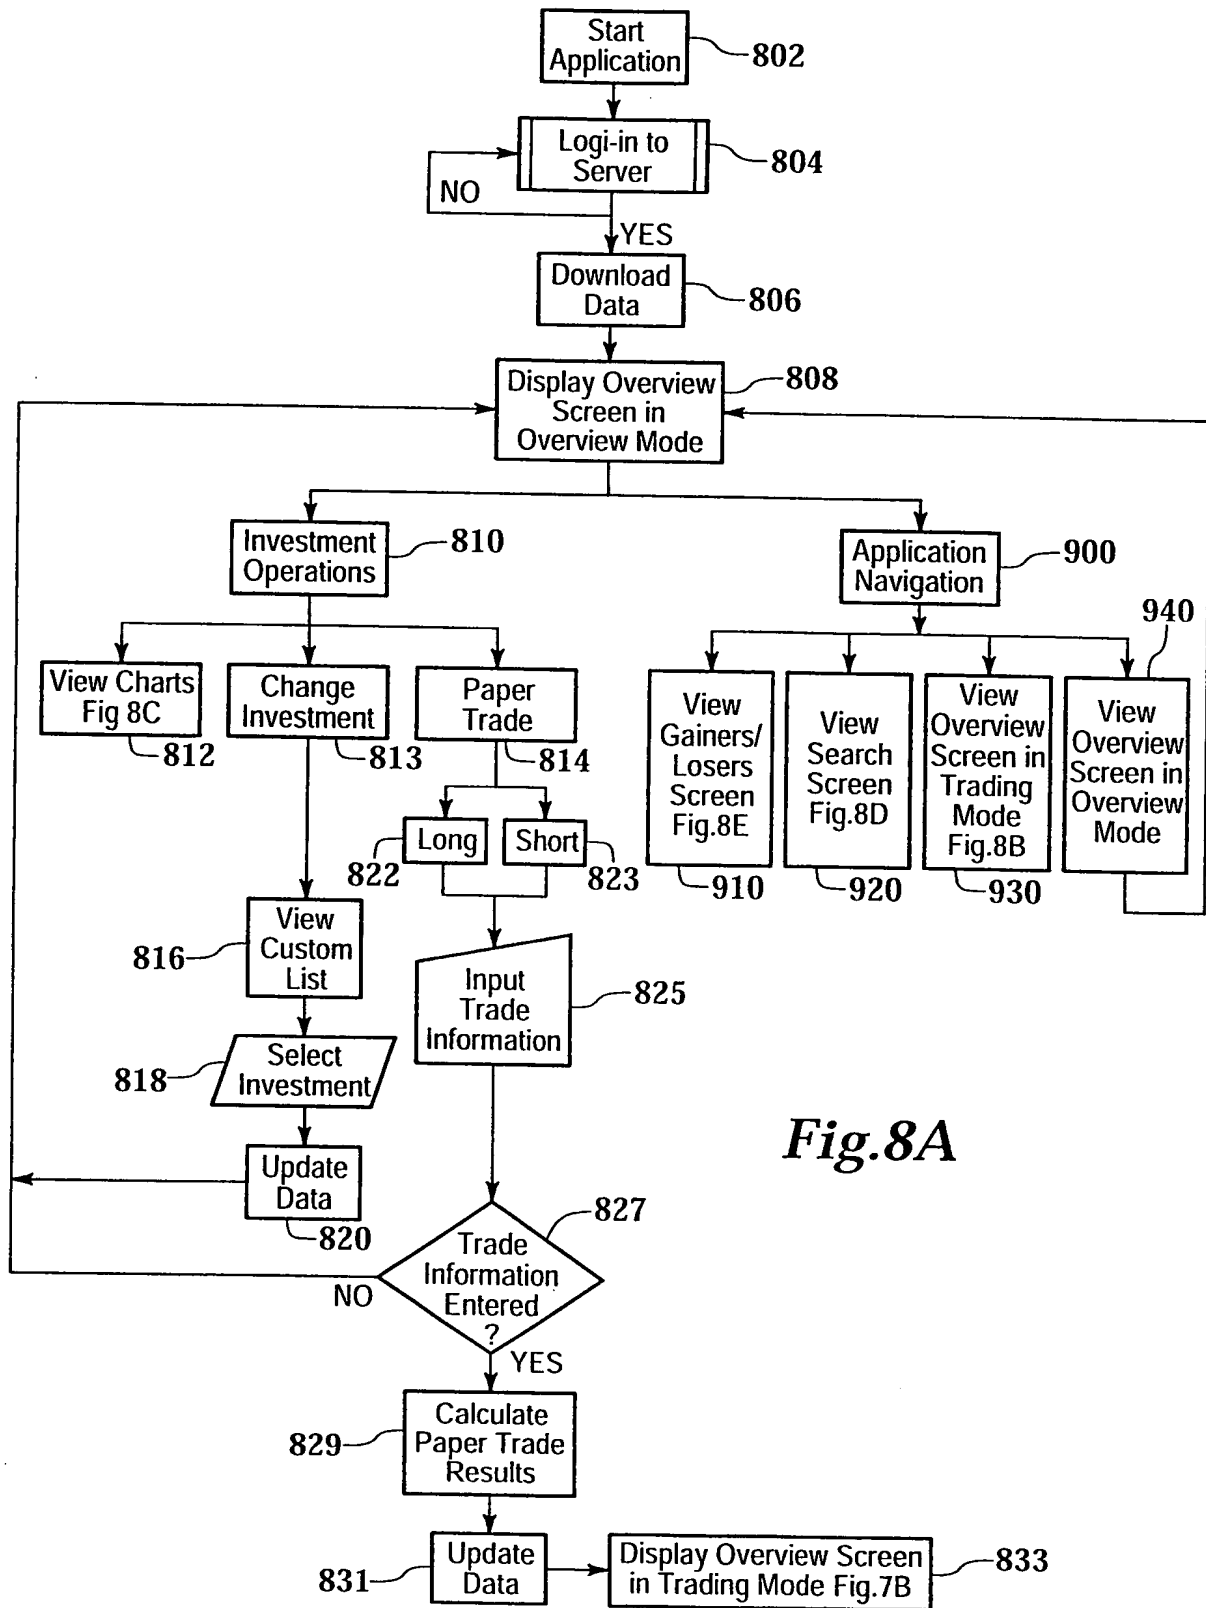 Start
Application
802
Logi-in to
Server
804
NO
YES
Download
Data
806
Display Overview
Screen in
Overview Mode
808
Investment
Operations
810
Application
Navigation
900
940
View Charts
Fig 8C
812
Change
Investment
813
Paper
Trade
814
View
Gainers/
Losers
Screen
Fig.8E
910
View
Search
Screen
Fig.8D
920
View
Overview
Screen in
Trading
Mode
Fig.8B
930
View
Overview
Screen in
Overview
Mode
Long
822
Short
823
View
Custom
List
816
Input
Trade
Information
825
Select
Investment
818
Update
Data
820
Trade
Information
Entered
?
827
NO
YES
Fig.8A
Calculate
Paper Trade
Results
829
Update
Data
831
Display Overview Screen
in Trading Mode Fig.7B
833